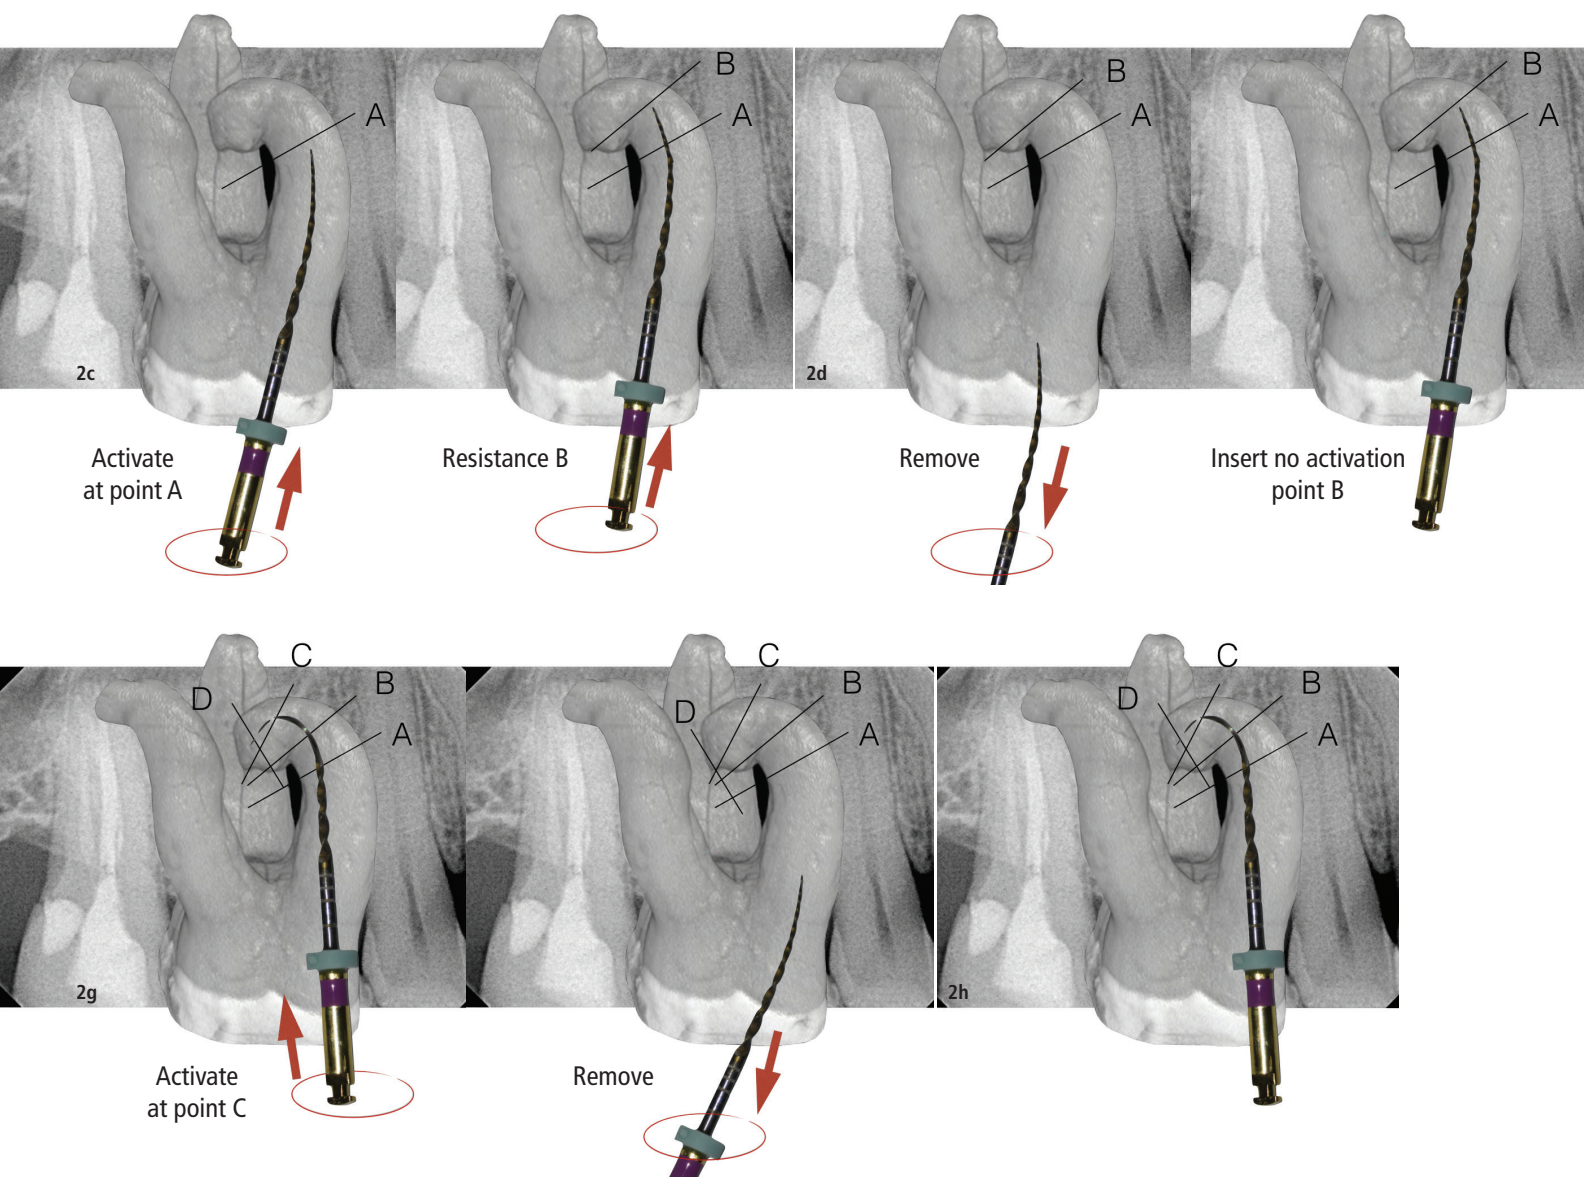 B
A
B
A
B
A
B
A
2c
2d
Activate
at point A
Resistance B
Remove
Insert no activation
point B
C
B
D
A
C
B
D
A
C
B
D
A
2g
2h
Activate
at point C
Remove